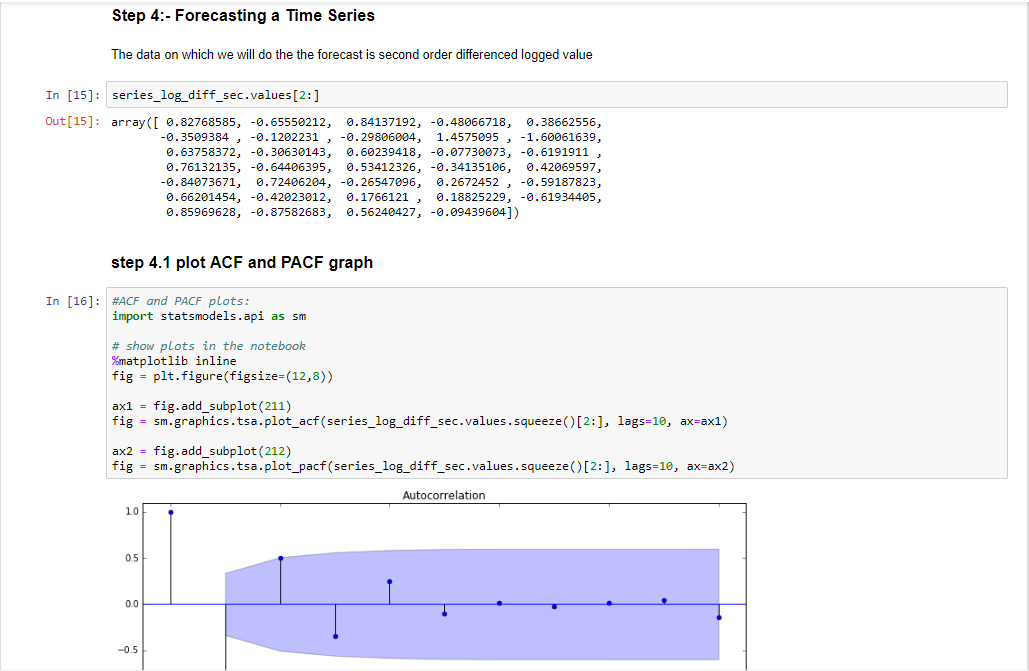 Step 4:- Forecasting a Time Series
The data on which we will do the the forecast is second order differenced logged value
In [15]: series_log_diff_sec.values[2:]
Out[15]: array([ 0.82768585, -0.65550212,  0.84137192, -0.48066718,  0.38662556,
-0.3509384 , -0.1202231 , -0.29806004,  1.4575095 , -1.60061639,
0.63758372, -0.30630143,  0.60239418, -0.07730073, -0.6191911 ,
0.76132135, -0.64406395,  0.53412326, -0.34135106,  0.42069597,
-0.84073671,  0.72406204, -0.26547096,  0.2672452 , -0.59187823,
0.66201454, -0.42023012,  0.1766121 ,  0.18825229, -0.61934405,
0.85969628, -0.87582683,  0.56240427, -0.09439604])
step 4.1 plot ACF and PACF graph
In [16]: #ACF and PACF plots:
import statsmodels.api as sm
# show plots in the notebook
%matplotlib inline
fig = plt.figure(figsize=(12,8))
ax1 = fig.add_subplot(211)
fig = sm.graphics.tsa.plot_acf(series_log_diff_sec.values.squeeze()[2:], lags=10, ax=ax1)
ax2 = fig.add_subplot(212)
fig = sm.graphics.tsa.plot_pacf(series_log_diff_sec.values.squeeze()[2:], lags=10, ax=ax2)
Autocorrelation
1.0
0.5
0.0
−0.5